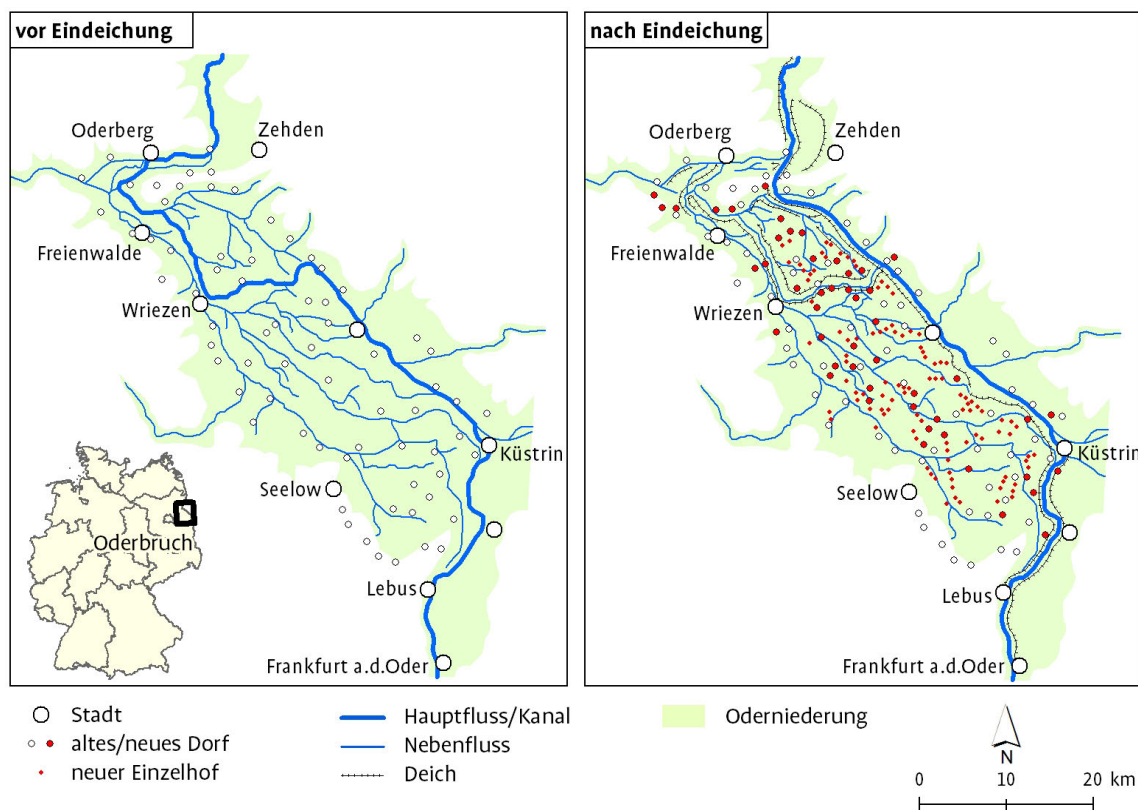 vor Eindeichung
Oderberg
Zehden
Freienwalde
Wriezen
Küstrin
Seelow
Oderbruch
Lebus
Frankfurt a.d.Oder
nach Eindeichung
Oderberg
Zehden
Freienwalde
Wriezen
Küstrin
Seelow
Lebus
Frankfurt a.d.Oder
Stadt
altes/neues Dorf
neuer Einzelhof
Hauptfluss/Kanal
Nebenfluss
Deich
Oderniederung
N
0 10 20 km